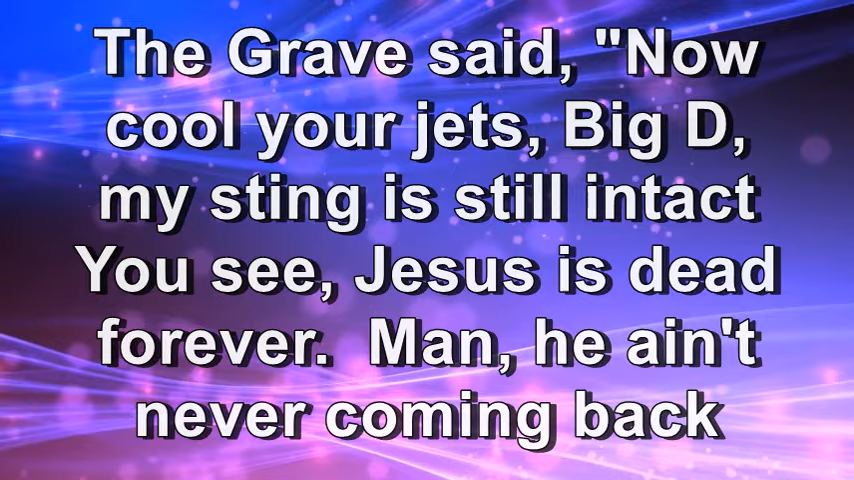 The Grave said, "Now
cool your jets, Big D,
my sting is still intact
You see, Jesus is dead
forever.  Man, he ain't
never coming back